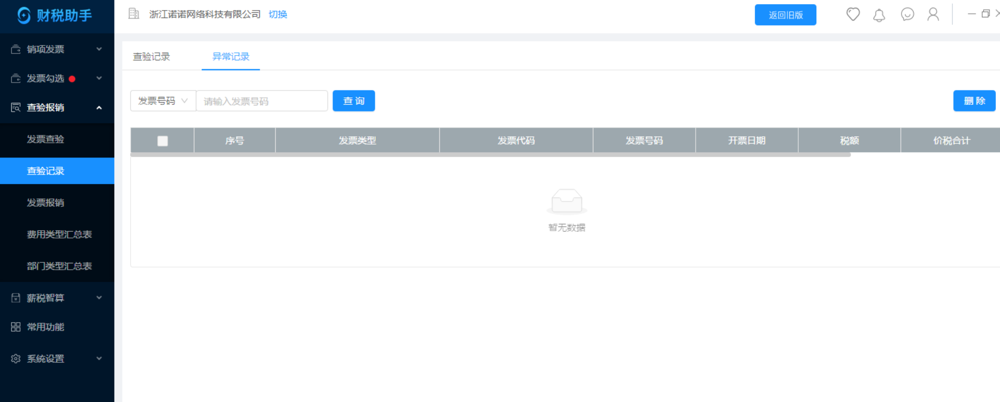 财税助手
浙江诺诺网络科技有限公司 切换
返回旧版
销项发票
发票勾选
查验报销
发票查验
查验记录
发票报销
费用类型汇总表
部门类型汇总表
薪税智算
常用功能
系统设置
查验记录 异常记录
发票号码 请输入发票号码 查询 删除
序号 发票类型 发票代码 发票号码 开票日期 税额 价税合计
暂无数据